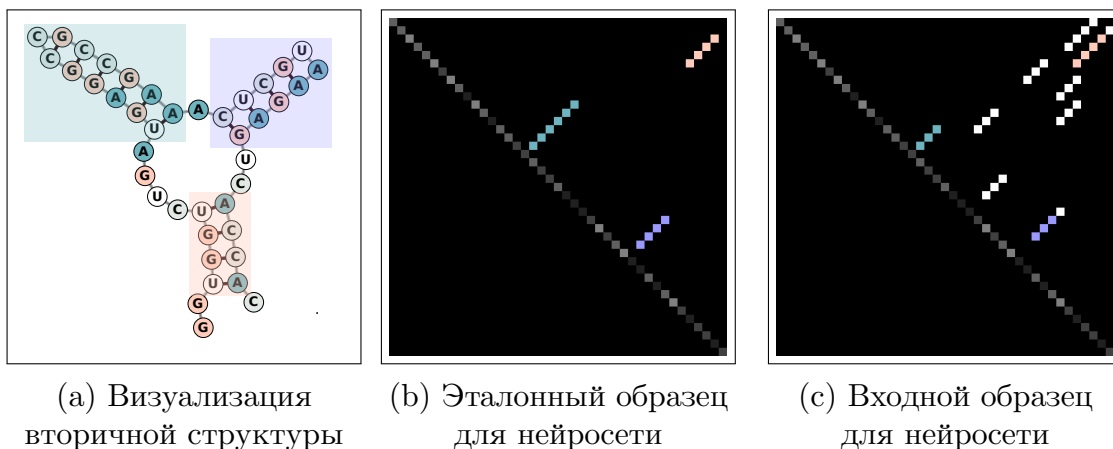 C G C C G A A A C U C G U A
C G G A G U A G A G
A G U C U G G U G G
U C A C C A C
(a) Визуализация
вторичной структуры
(b) Эталонный образец
для нейросети
(c) Входной образец
для нейросети